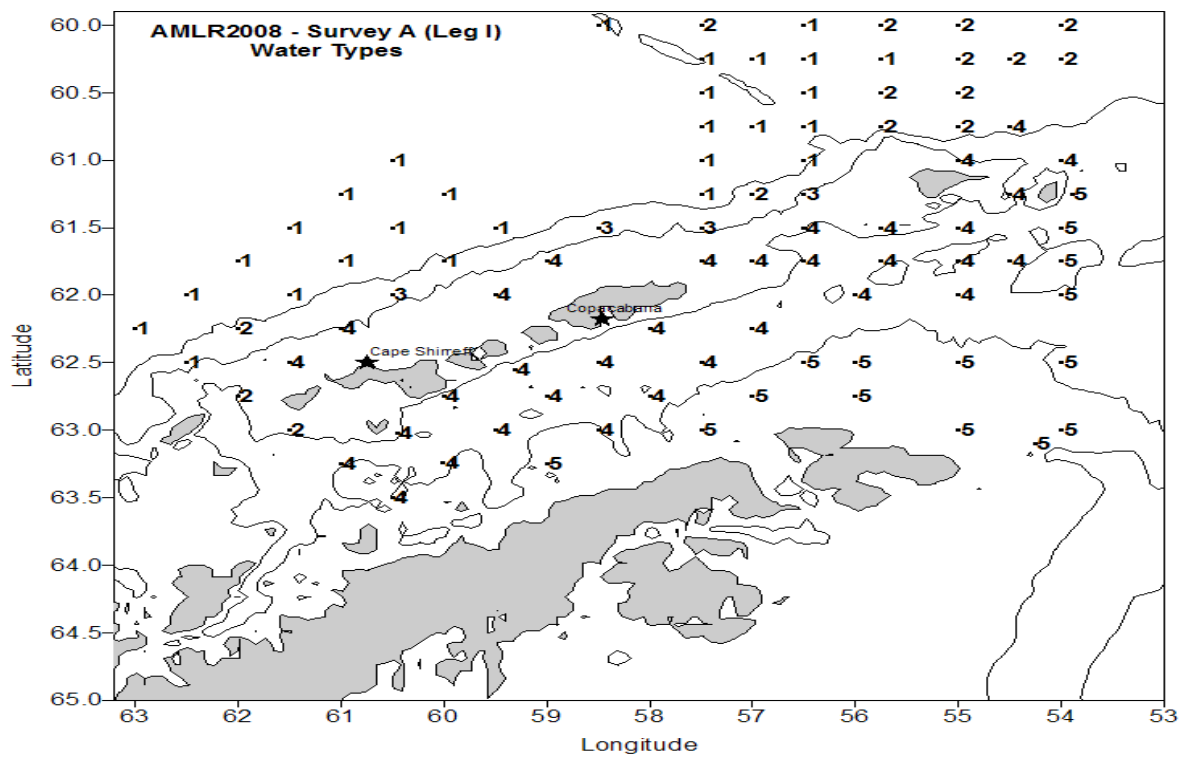 AMLR2008 - Survey A (Leg I)
Water Types
60.0 -1 -2 -1 -2 -2 -2
-1 -1 -1 -1 -2 -2 -2
60.5 -1 -1 -2 -2
-1 -1 -1 -2 -2 -4
61.0 -1 -1 -1 -4 -4
-1 -1 -1 -2 -3 -4 -5
61.5 -1 -1 -1 -3 -3 -4 -4 -4 -5
-1 -1 -1 -4 -4 -4 -4 -4 -4 -4 -5
62.0 -1 -1 -3 -4 -4 -4 -5
Copacabana
-1 -2 -4 -4 -4
Cape Shirreff
62.5 -1 -4 -4 -4 -4 -5 -5 -5 -5
-2 -4 -4 -4 -5 -5
63.0 -2 -4 -4 -4 -5 -5 -5
-5
-4 -4 -5
63.5 -4
64.0
64.5
65.0
63 62 61 60 59 58 57 56 55 54 53
Latitude
Longitude